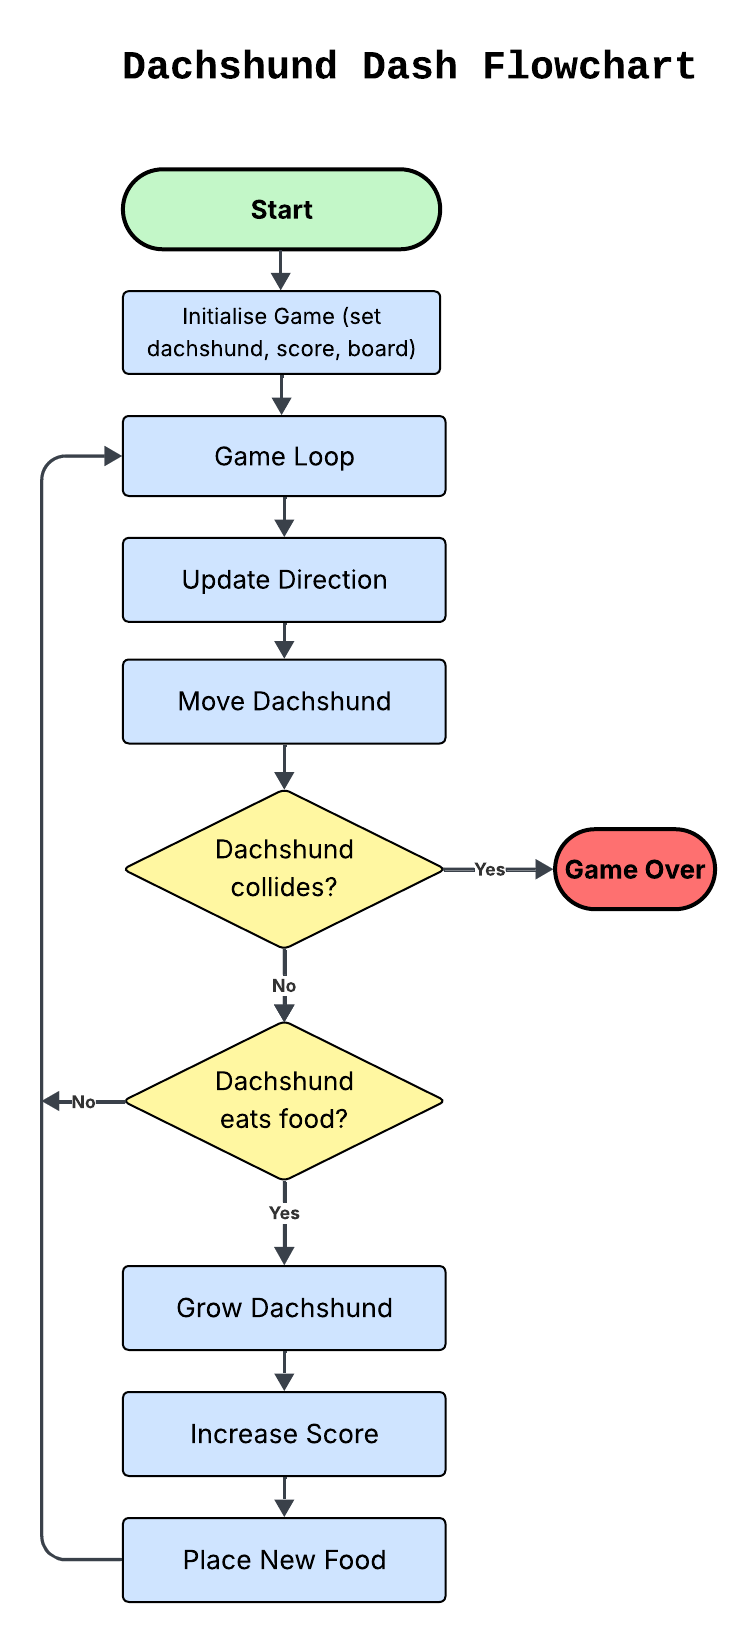 Dachshund Dash Flowchart
Start
Initialise Game (set
dachshund, score, board)
Game Loop
Update Direction
Move Dachshund
Dachshund
collides?
Yes
Game Over
No
Dachshund
eats food?
No
Yes
Grow Dachshund
Increase Score
Place New Food